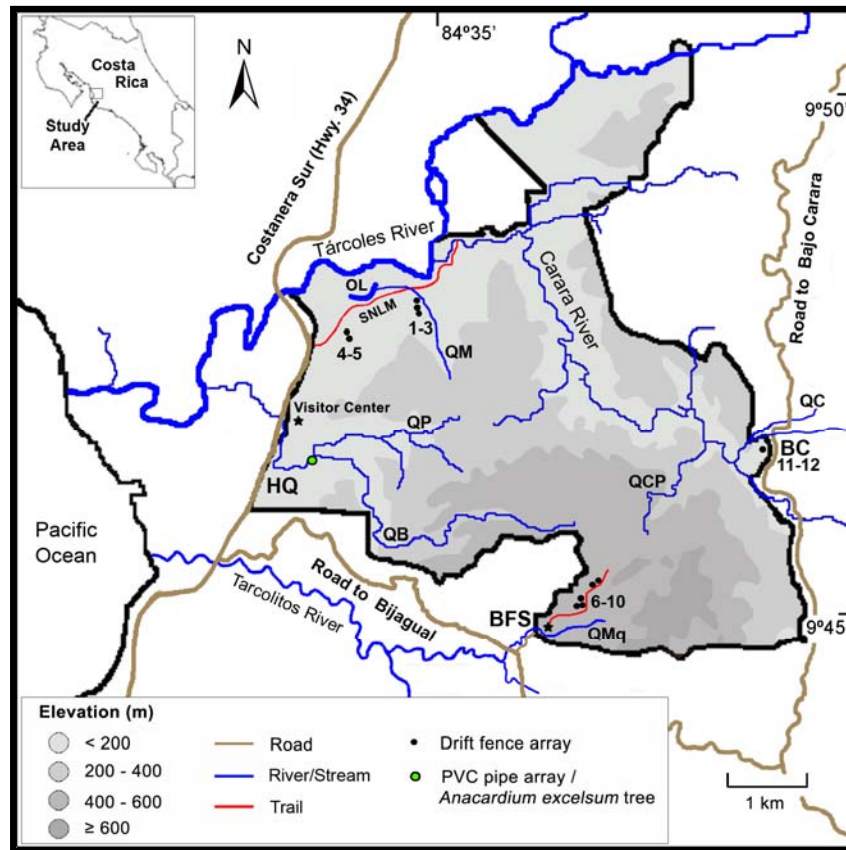 84º35'
N
Costa
Rica
Study
Area
9º50'
Costanera Sur (Hwy. 34)
Road to Bajo Carara
Tárcoles River
Carara River
OL
SNLM
1-3
4-5
QM
Visitor Center
QP
QC
BC
11-12
HQ
QCP
QB
Pacific
Ocean
Road to Bijagual
Tarcolitos River
6-10
BFS
QMq
9º45'
Elevation (m)
< 200
200 - 400
400 - 600
≥ 600
Road
River/Stream
Trail
Drift fence array
PVC pipe array /
Anacardium excelsum tree
1 km